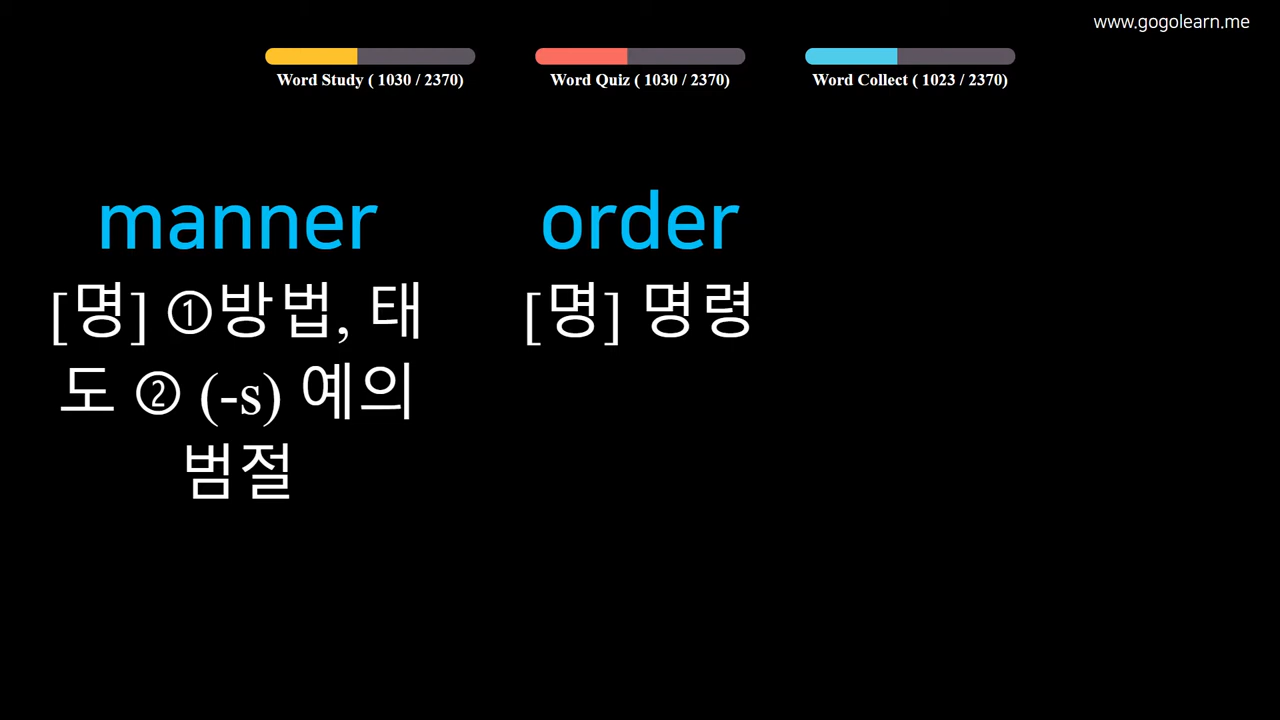 www.gogolearn.me
Word Study ( 1030 / 2370)
Word Quiz ( 1030 / 2370)
Word Collect ( 1023 / 2370)
manner
[명] ①방법, 태
도 ② (-s) 예의
범절
order
[명] 명령